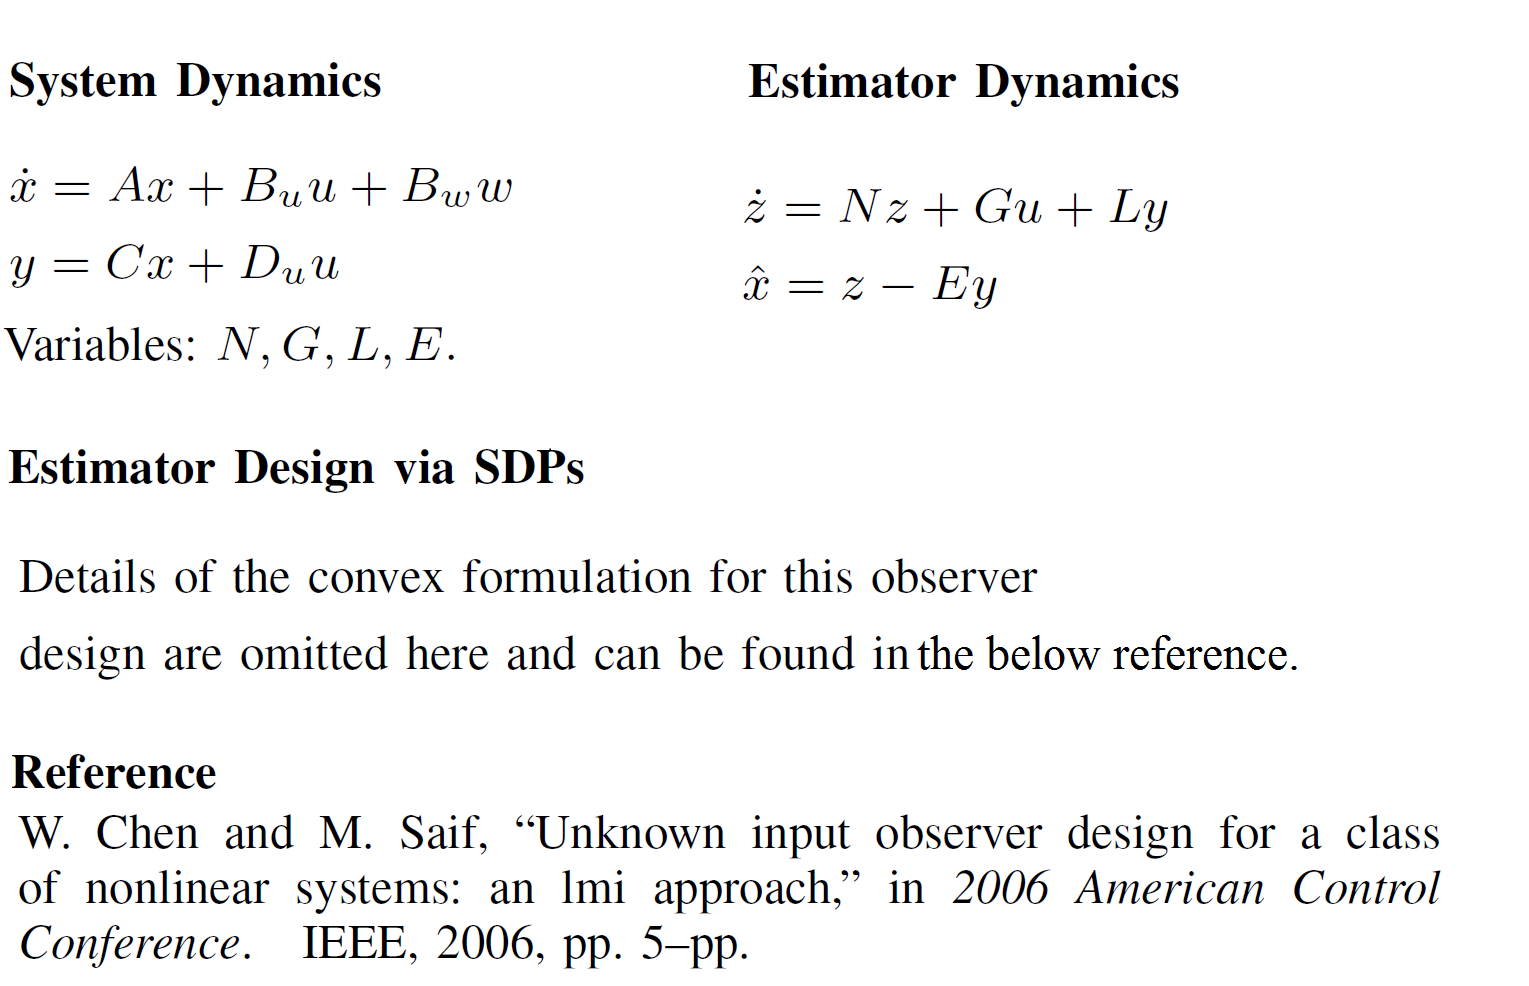 System Dynamics
Estimator Dynamics
ẋ = Ax + B_u u + B_w w
y = Cx + D_u u
ż = Nz + Gu + Ly
x̂ = z − Ey
Variables: N, G, L, E.
Estimator Design via SDPs
Details of the convex formulation for this observer
design are omitted here and can be found in the below reference.
Reference
W. Chen and M. Saif, “Unknown input observer design for a class
of nonlinear systems: an lmi approach,” in 2006 American Control
Conference. IEEE, 2006, pp. 5–pp.